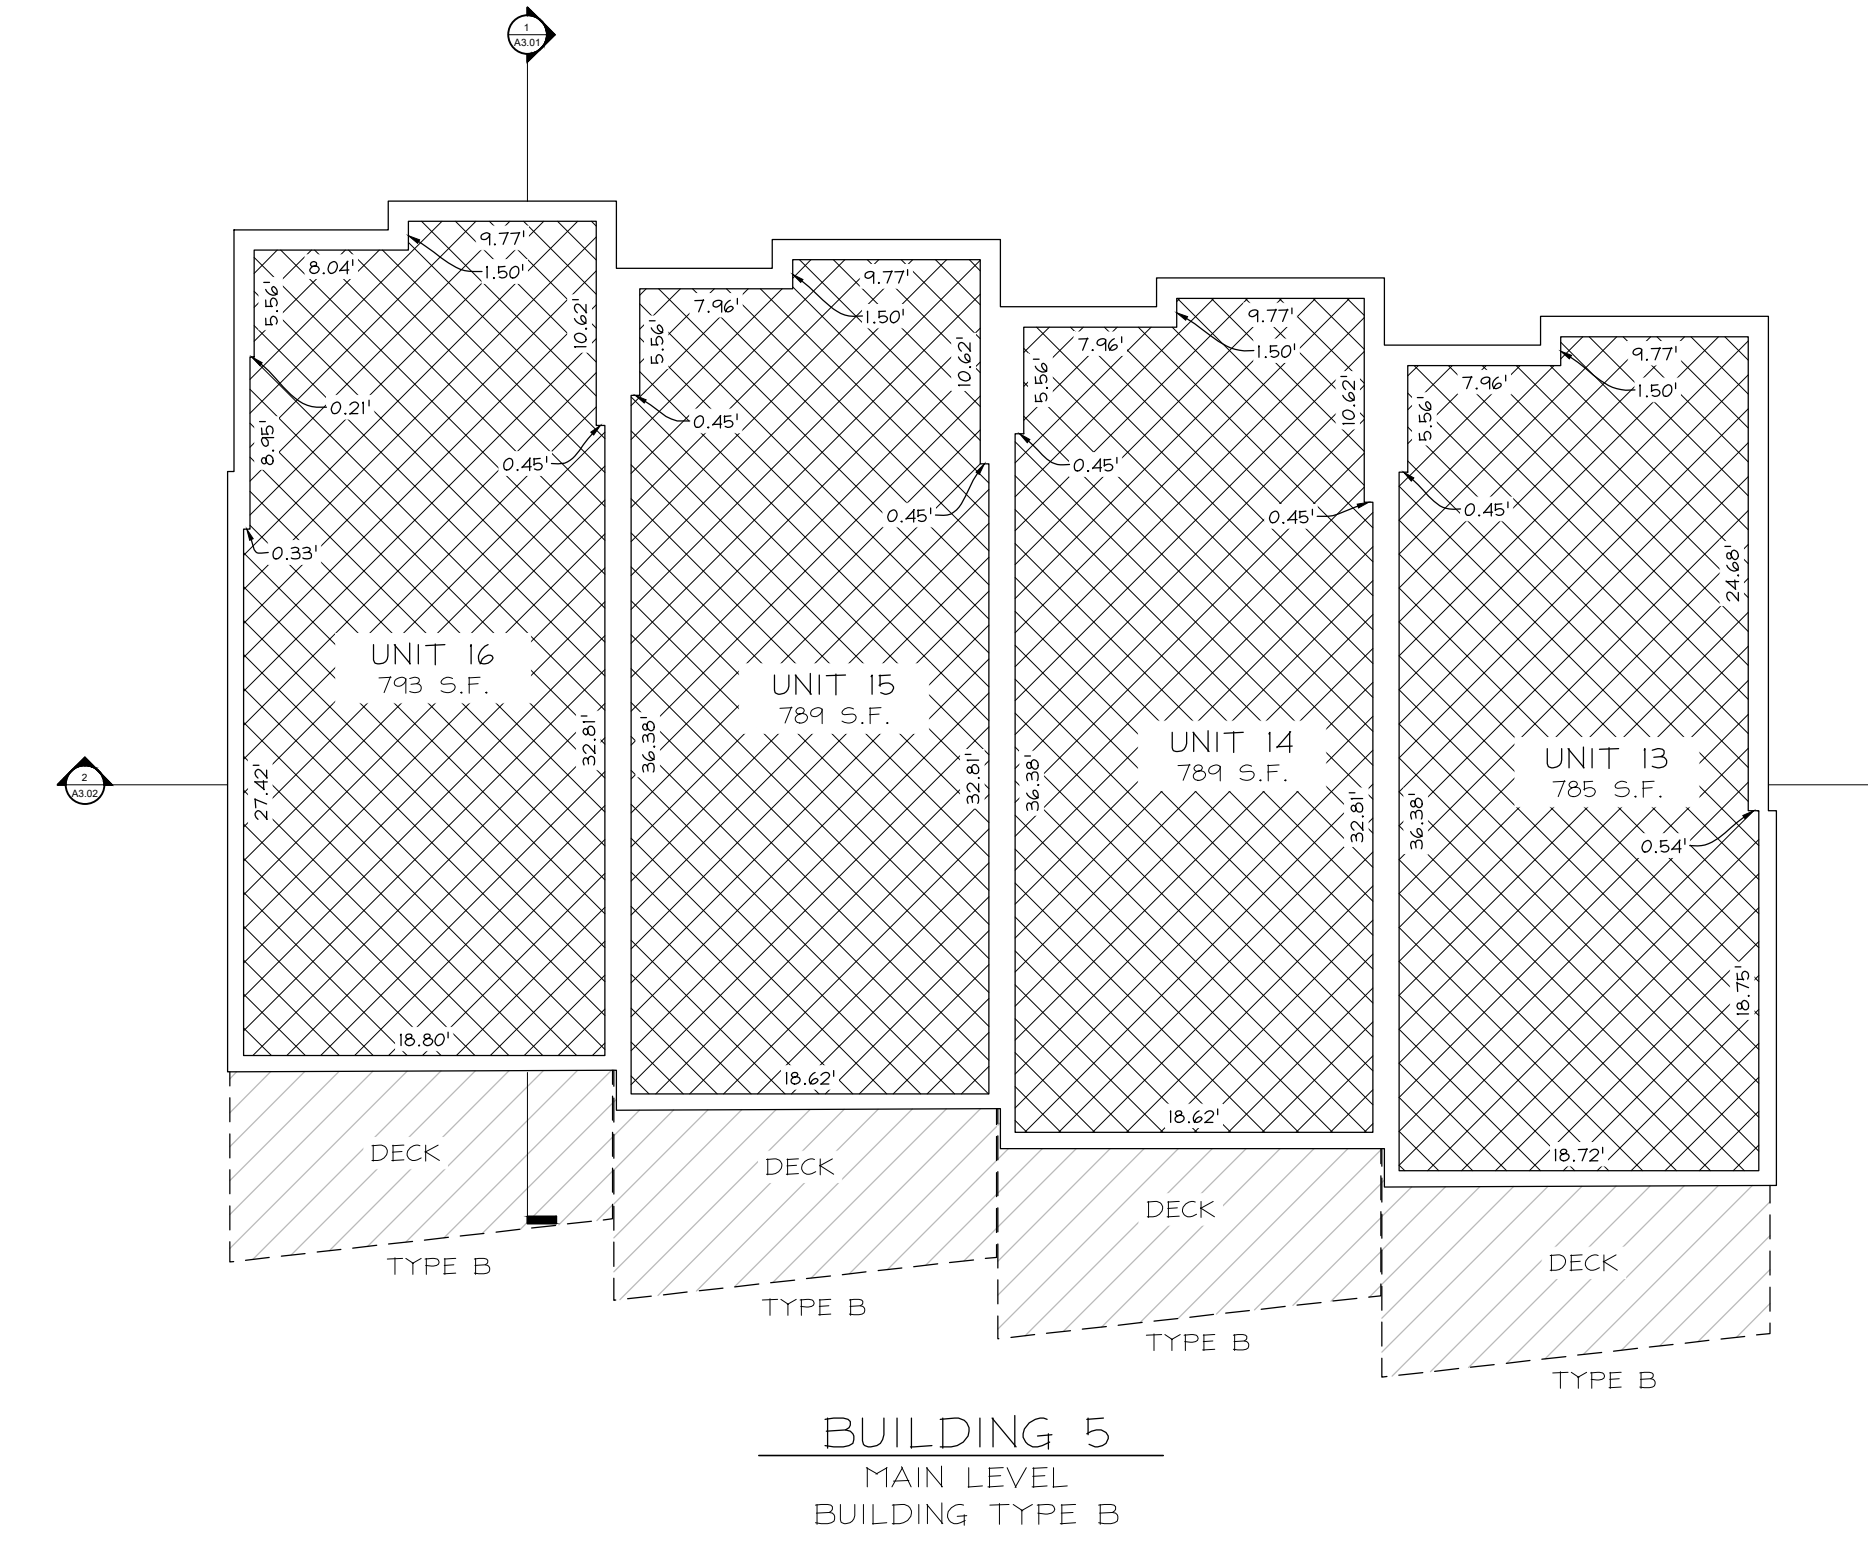 1
A3.01
9.77'
8.04'
1.50'
5.56'
10.62'
0.21'
8.95'
0.45'
0.33'
UNIT 16
793 S.F.
32.81'
27.42'
18.80'
9.77'
7.96'
1.50'
5.56'
10.62'
0.45'
0.45'
UNIT 15
789 S.F.
36.38'
32.81'
18.62'
9.77'
7.96'
1.50'
5.56'
10.62'
0.45'
0.45'
UNIT 14
789 S.F.
36.38'
32.81'
18.62'
9.77'
7.96'
1.50'
5.56'
0.45'
24.68'
UNIT 13
785 S.F.
36.38'
0.54'
18.75'
18.72'
2
A3.02
DECK
TYPE B
DECK
TYPE B
DECK
TYPE B
DECK
TYPE B
BUILDING 5
MAIN LEVEL
BUILDING TYPE B